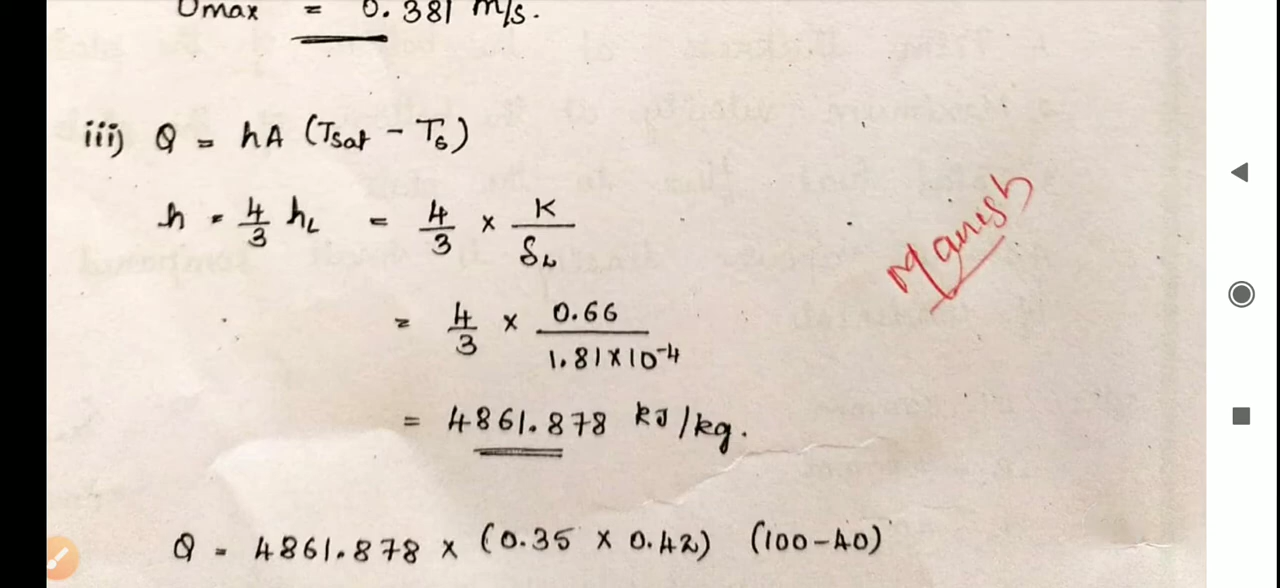 Umax = 0.381 m/s.
iii) Q = hA (Tsat - Ts)
h = 4/3 hL = 4/3 × K/δL
= 4/3 × 0.66/1.81×10⁻⁴
= 4861.878 kJ/kg.
Manish
Q = 4861.878 × (0.35 × 0.42) (100-40)